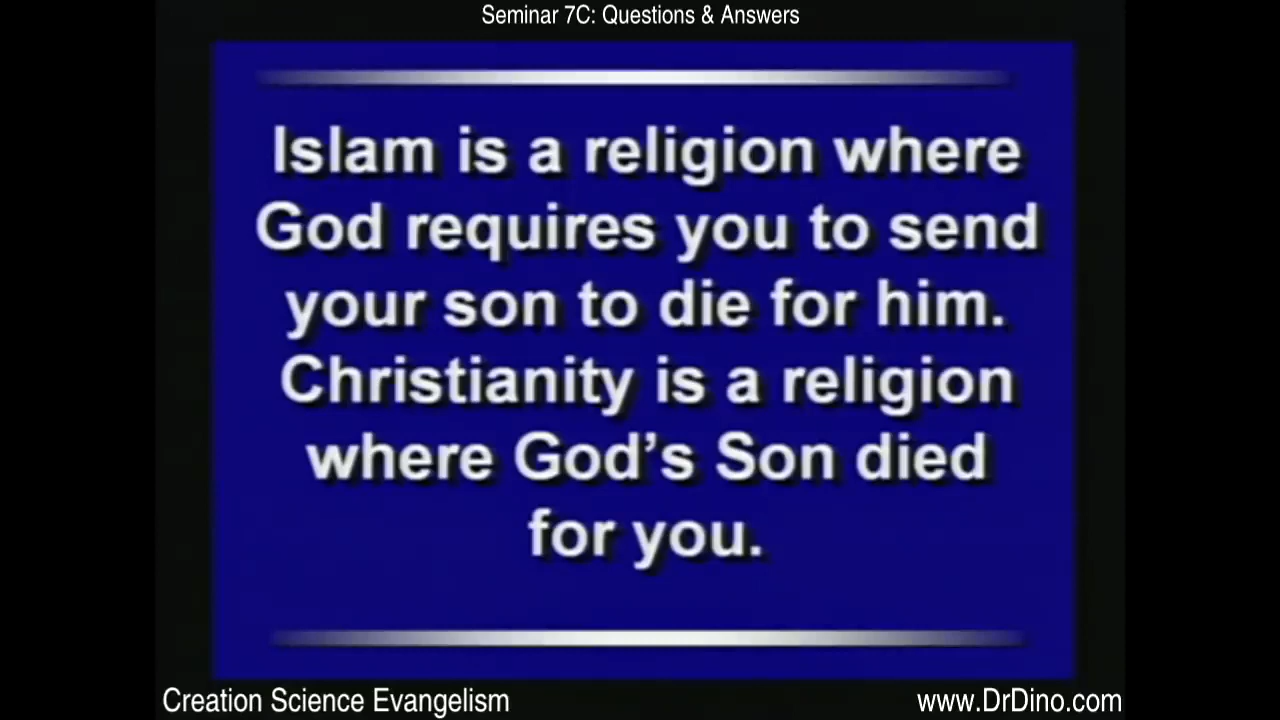 Seminar 7C: Questions & Answers
Islam is a religion where
God requires you to send
your son to die for him.
Christianity is a religion
where God’s Son died
for you.
Creation Science Evangelism
www.DrDino.com